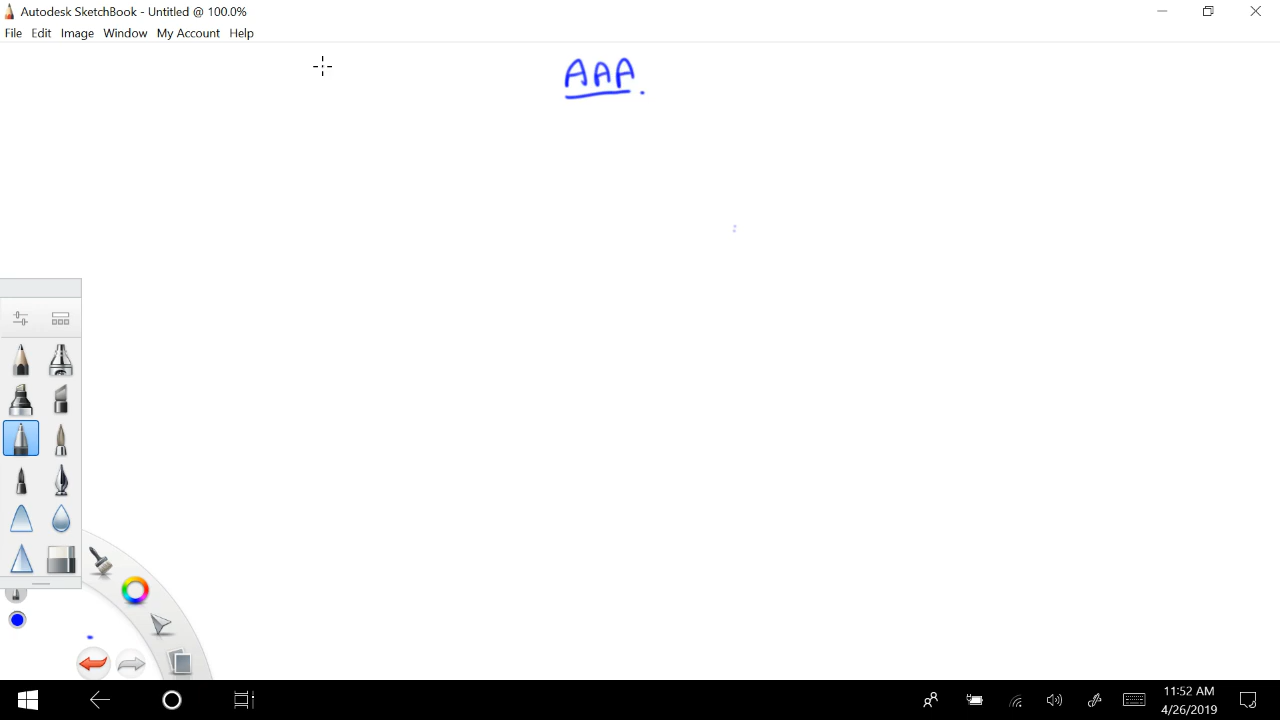 Autodesk SketchBook - Untitled @ 100.0%
File Edit Image Window My Account Help
AAA.
11:52 AM
4/26/2019